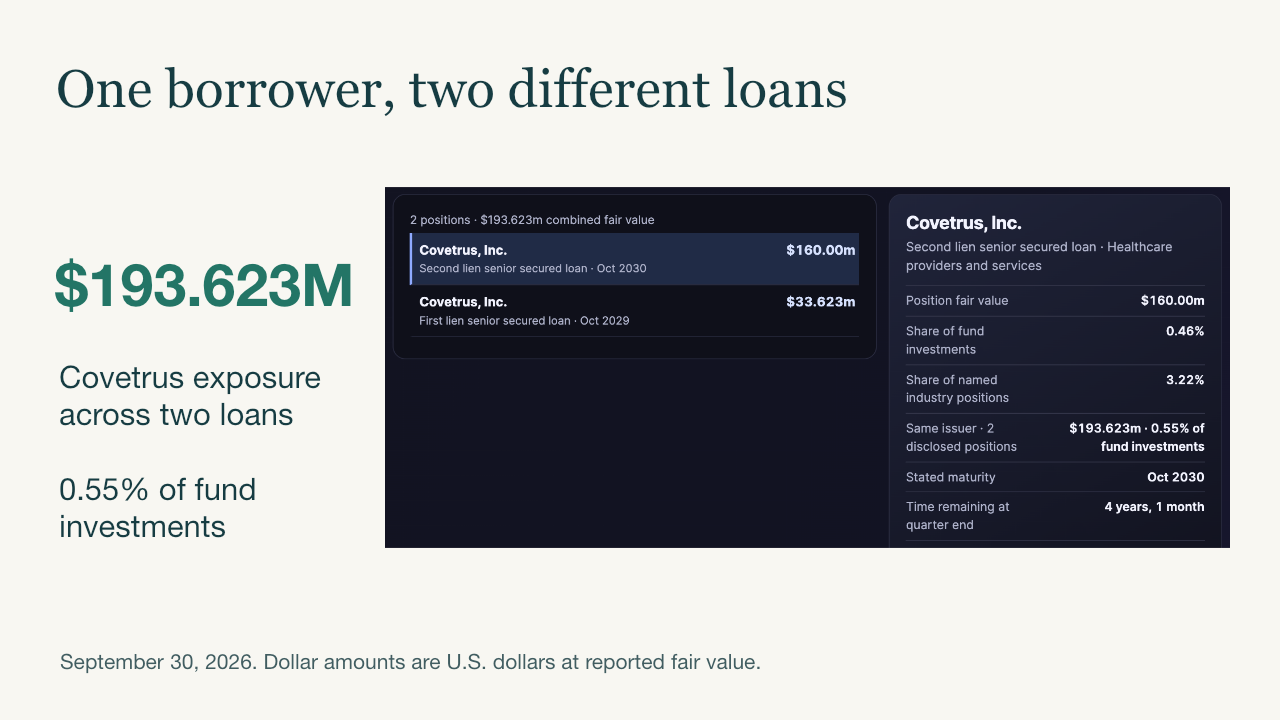 One borrower, two different loans
$193.623M
Covetrus exposure
across two loans
0.55% of fund
investments
2 positions · $193.623m combined fair value
Covetrus, Inc.
$160.00m
Second lien senior secured loan · Oct 2030
Covetrus, Inc.
$33.623m
First lien senior secured loan · Oct 2029
Covetrus, Inc.
Second lien senior secured loan · Healthcare
providers and services
Position fair value
$160.00m
Share of fund
investments
0.46%
Share of named
industry positions
3.22%
Same issuer · 2
disclosed positions
$193.623m · 0.55% of
fund investments
Stated maturity
Oct 2030
Time remaining at
quarter end
4 years, 1 month
September 30, 2026. Dollar amounts are U.S. dollars at reported fair value.